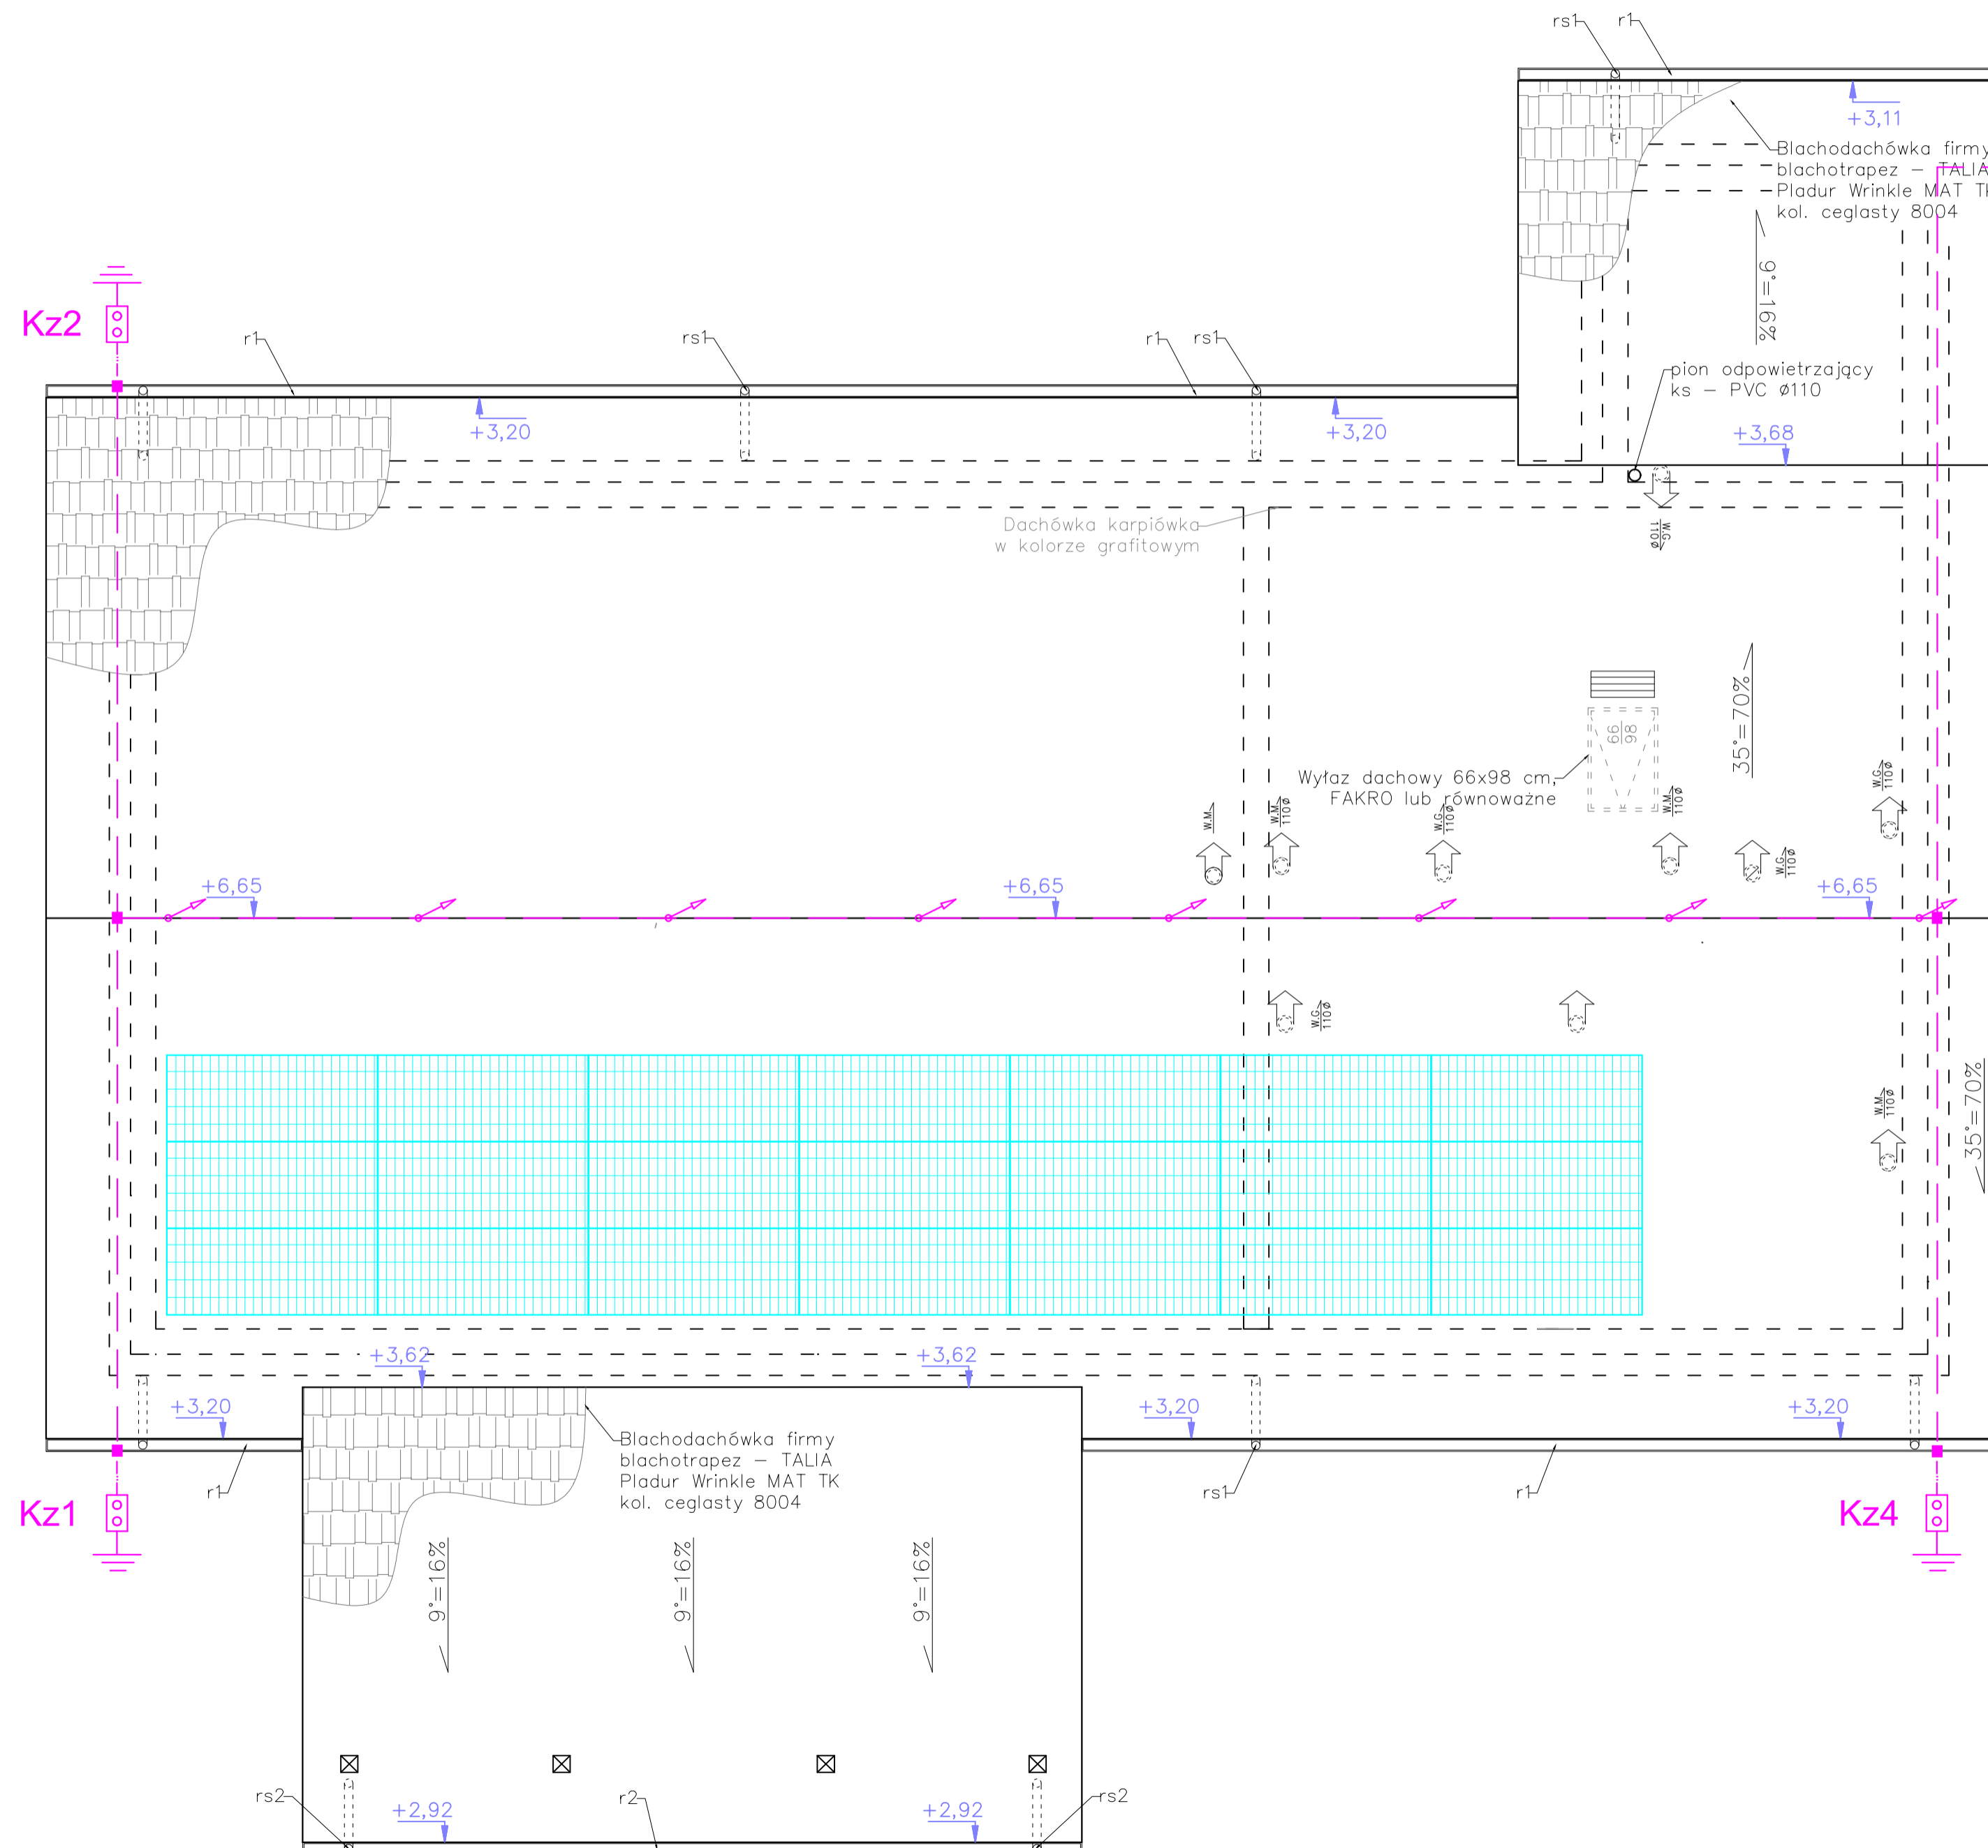 rs1
r1
+3,11
Blachodachówka firmy
blachotrapez – TALIA
Pladur Wrinkle MAT
kol. ceglasty 8004
9°=16%
Kz2
r1
rs1
r1
rs1
pion odpowietrzający
ks – PVC ø110
+3,20
+3,20
+3,68
Dachówka karpiówka
w kolorze grafitowym
W.G.
110ø
35°=70%
66
98
Wyłaz dachowy 66x98 cm,
FAKRO lub równoważne
W.M.
W.M.
110ø
W.G.
110ø
W.M.
110ø
W.G.
110ø
W.G.
110ø
+6,65
+6,65
+6,65
W.G.
110ø
W.M.
110ø
35°=70%
+3,62
+3,62
+3,20
+3,20
+3,20
Blachodachówka firmy
blachotrapez – TALIA
Pladur Wrinkle MAT TK
kol. ceglasty 8004
r1
rs1
r1
Kz1
Kz4
9°=16%
9°=16%
9°=16%
rs2
+2,92
r2
+2,92
rs2